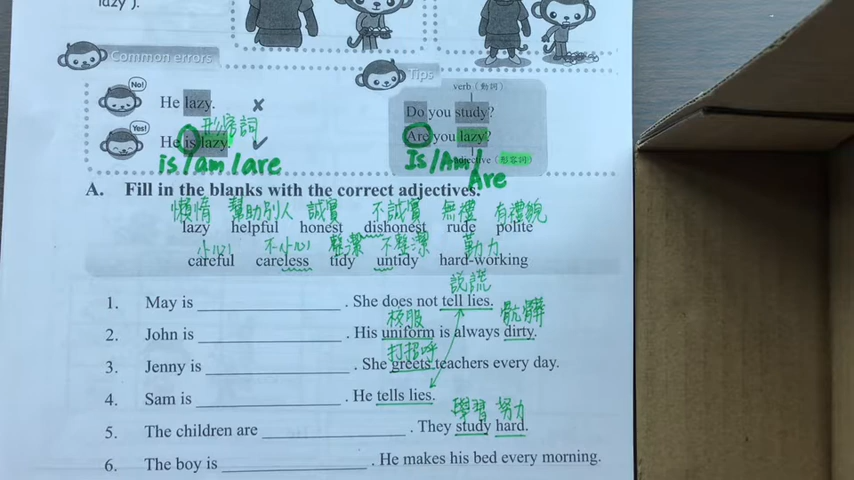 lazy ).
Common errors
No!
He lazy. ✗
Yes!
形容詞
He is lazy. ✓
is/am/are
Tips
verb (動詞)
Do you study?
Are you lazy?
adjective (形容詞)
Is/Am/
Are
A. Fill in the blanks with the correct adjectives.
懶惰 幫助別人 誠實 不誠實 無禮 有禮貌
lazy helpful honest dishonest rude polite
小心 不小心 整潔 不整潔 勤力
careful careless tidy untidy hard-working
說謊
1. May is ________ . She does not tell lies.
校服 骯髒
2. John is ________ . His uniform is always dirty.
打招呼
3. Jenny is ________ . She greets teachers every day.
4. Sam is ________ . He tells lies.
學習 努力
5. The children are ________ . They study hard.
6. The boy is ________ . He makes his bed every morning.